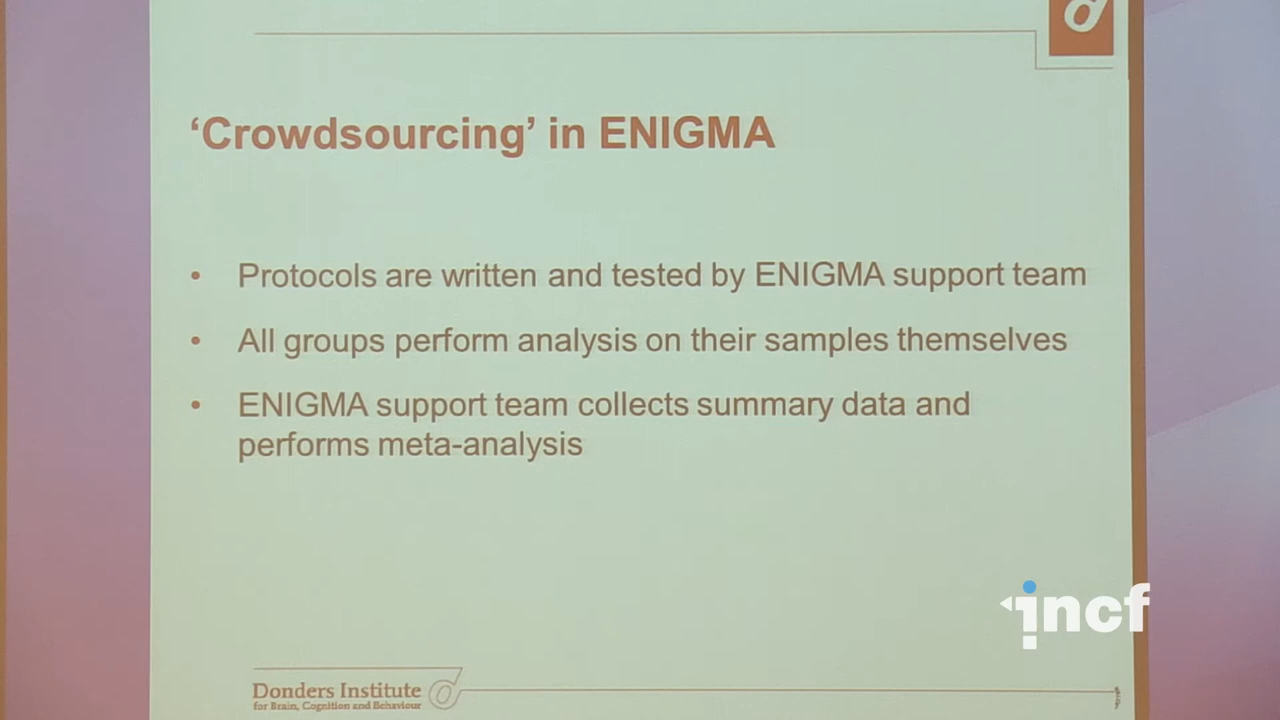 ‘Crowdsourcing’ in ENIGMA
• Protocols are written and tested by ENIGMA support team
• All groups perform analysis on their samples themselves
• ENIGMA support team collects summary data and
performs meta-analysis
incf
Donders Institute
for Brain, Cognition and Behaviour